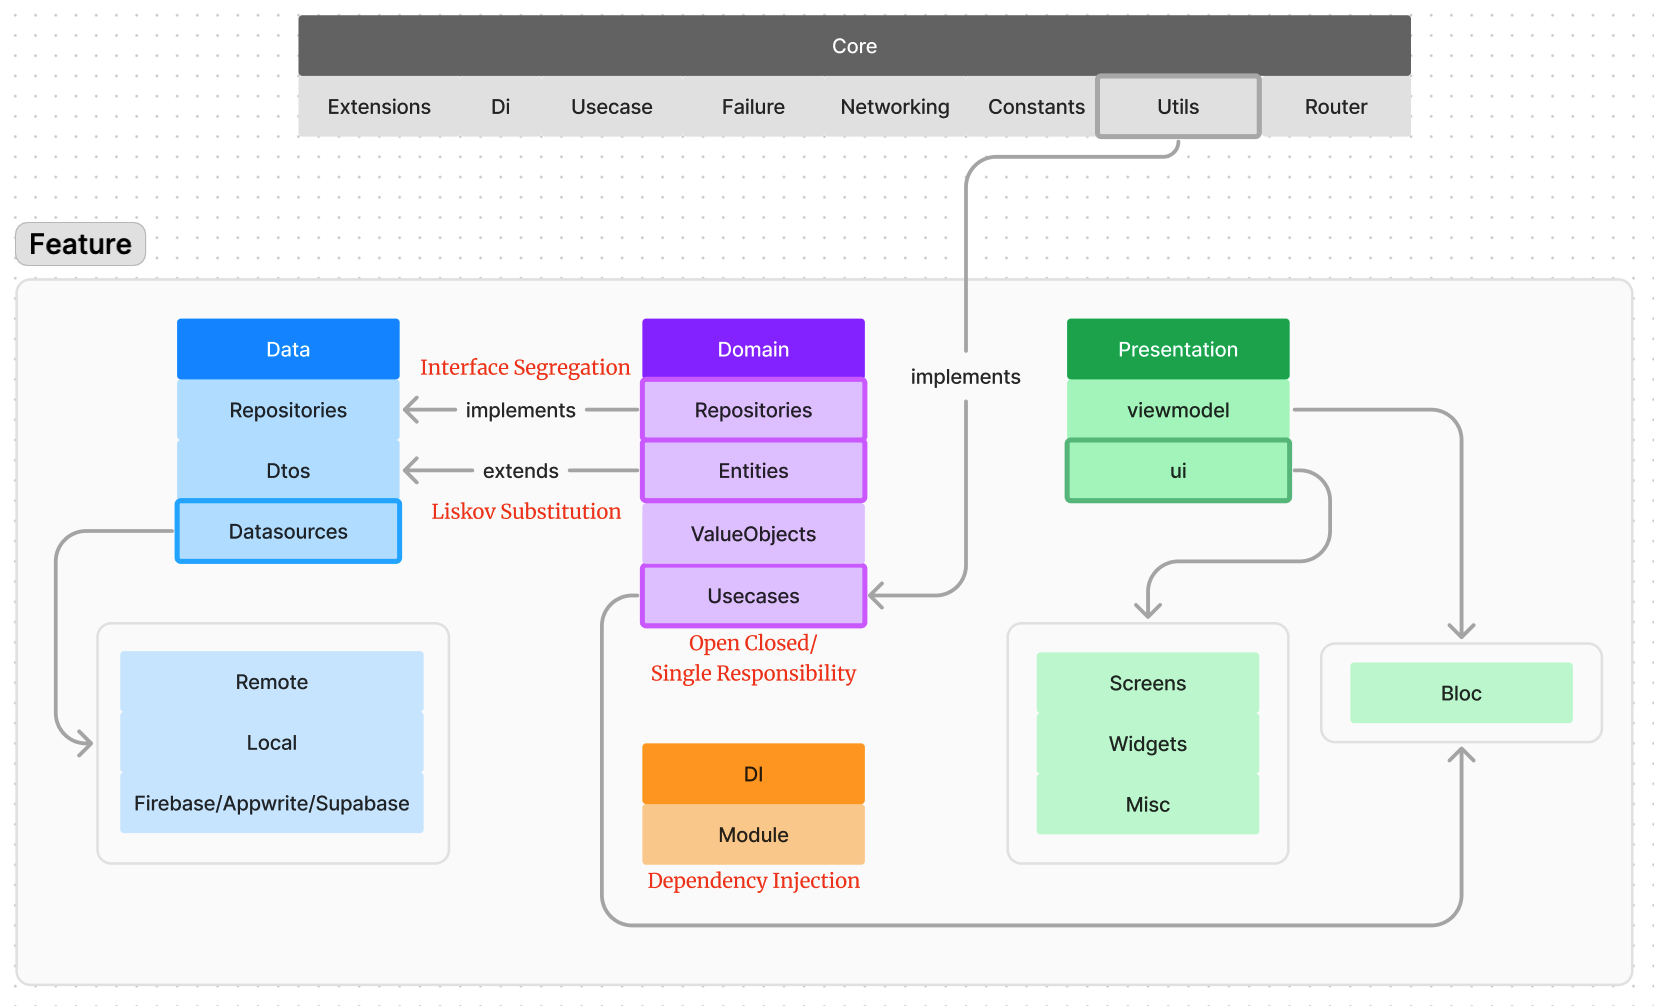 Core
Extensions Di Usecase Failure Networking Constants Utils Router
Feature
Data
Repositories
Dtos
Datasources
Remote
Local
Firebase/Appwrite/Supabase
Interface Segregation
implements
extends
Liskov Substitution
Domain
Repositories
Entities
ValueObjects
Usecases
Open Closed/
Single Responsibility
DI
Module
Dependency Injection
implements
Presentation
viewmodel
ui
Screens
Widgets
Misc
Bloc